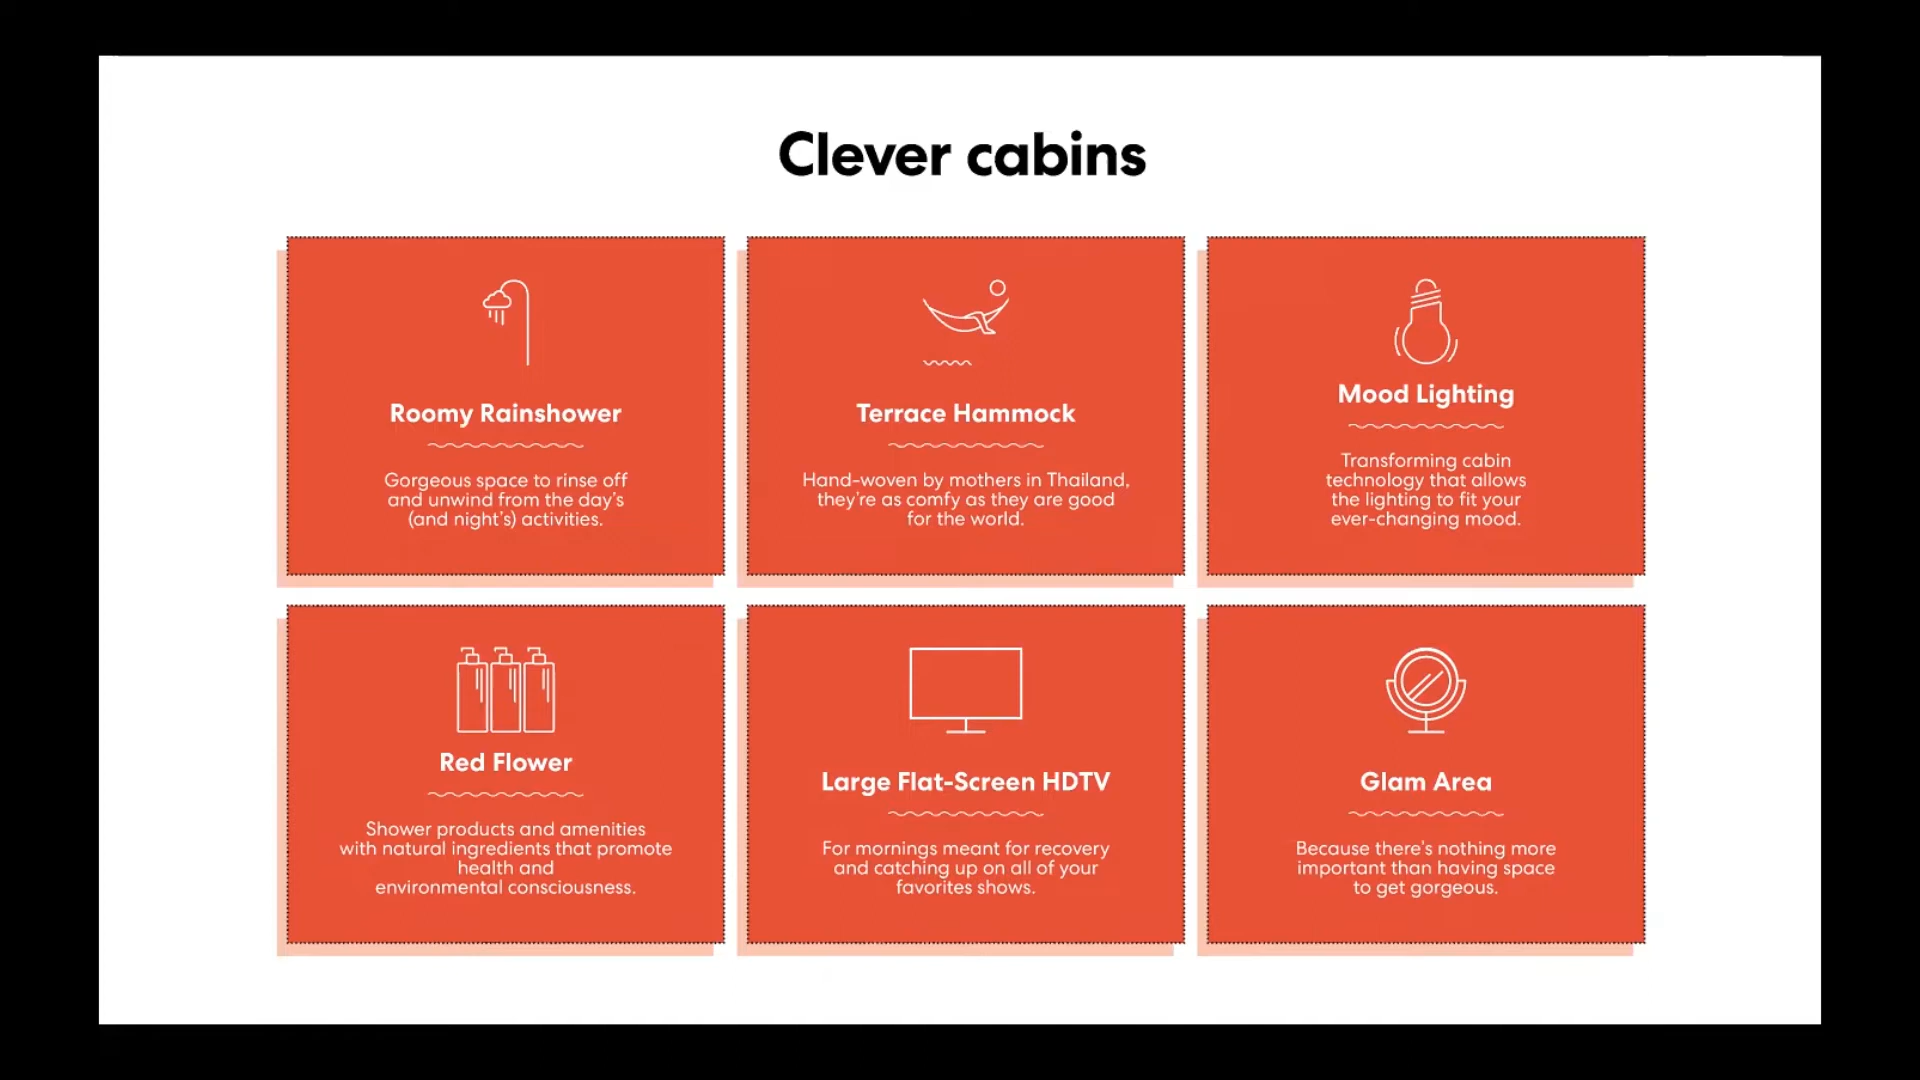 Clever cabins
Roomy Rainshower
Gorgeous space to rinse off
and unwind from the day's
(and night's) activities.
Terrace Hammock
Hand-woven by mothers in Thailand,
they're as comfy as they are good
for the world.
Mood Lighting
Transforming cabin
technology that allows
the lighting to fit your
ever-changing mood.
Red Flower
Shower products and amenities
with natural ingredients that promote
health and
environmental consciousness.
Large Flat-Screen HDTV
For mornings meant for recovery
and catching up on all of your
favorites shows.
Glam Area
Because there's nothing more
important than having space
to get gorgeous.